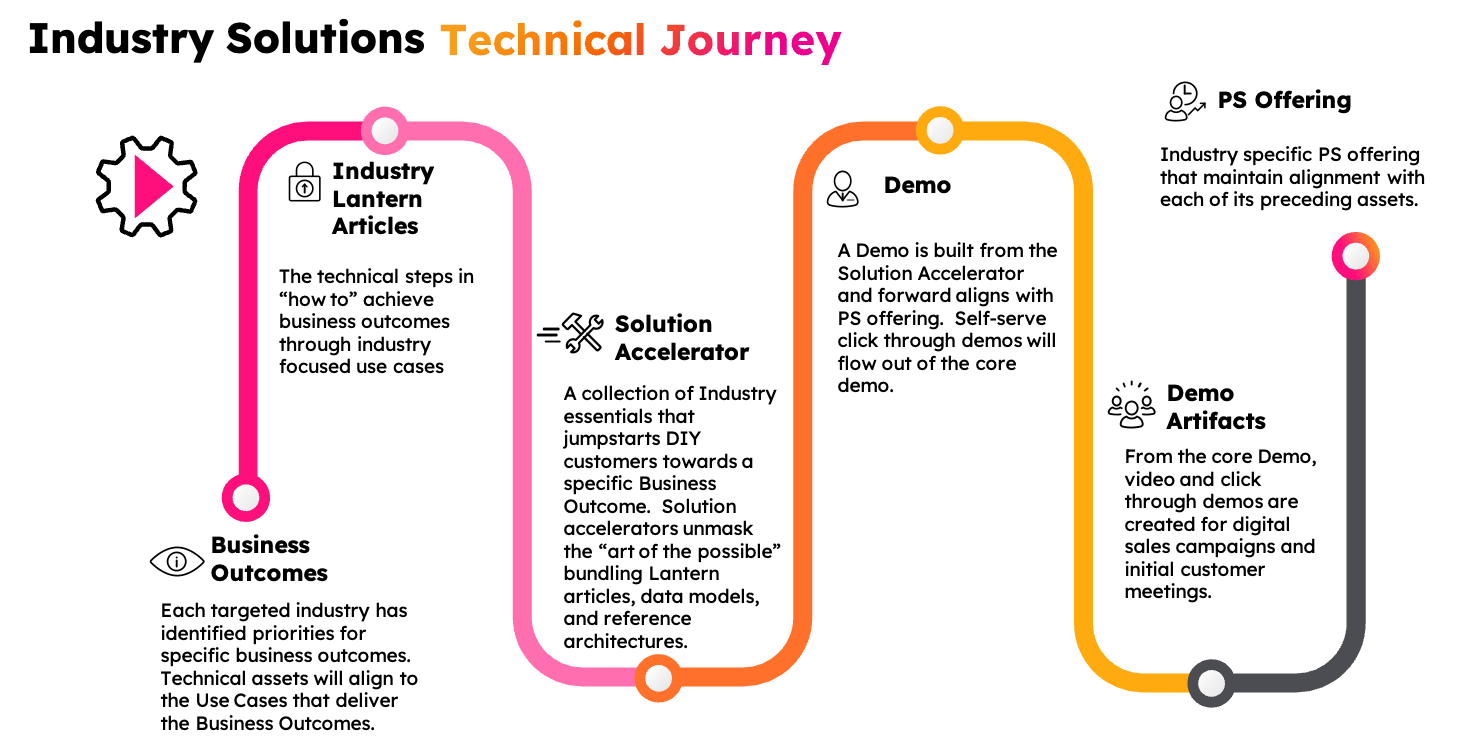 Industry Solutions Technical Journey
Industry
Lantern
Articles
The technical steps in
“how to” achieve
business outcomes
through industry
focused use cases
Business
Outcomes
Each targeted industry has
identified priorities for
specific business outcomes.
Technical assets will align to
the Use Cases that deliver
the Business Outcomes.
Solution
Accelerator
A collection of Industry
essentials that
jumpstarts DIY
customers towards a
specific Business
Outcome.  Solution
accelerators unmask
the “art of the possible”
bundling Lantern
articles, data models,
and reference
architectures.
Demo
A Demo is built from the
Solution Accelerator
and forward aligns with
PS offering.  Self-serve
click through demos will
flow out of the core
demo.
Demo
Artifacts
From the core Demo,
video and click
through demos are
created for digital
sales campaigns and
initial customer
meetings.
PS Offering
Industry specific PS offering
that maintain alignment with
each of its preceding assets.